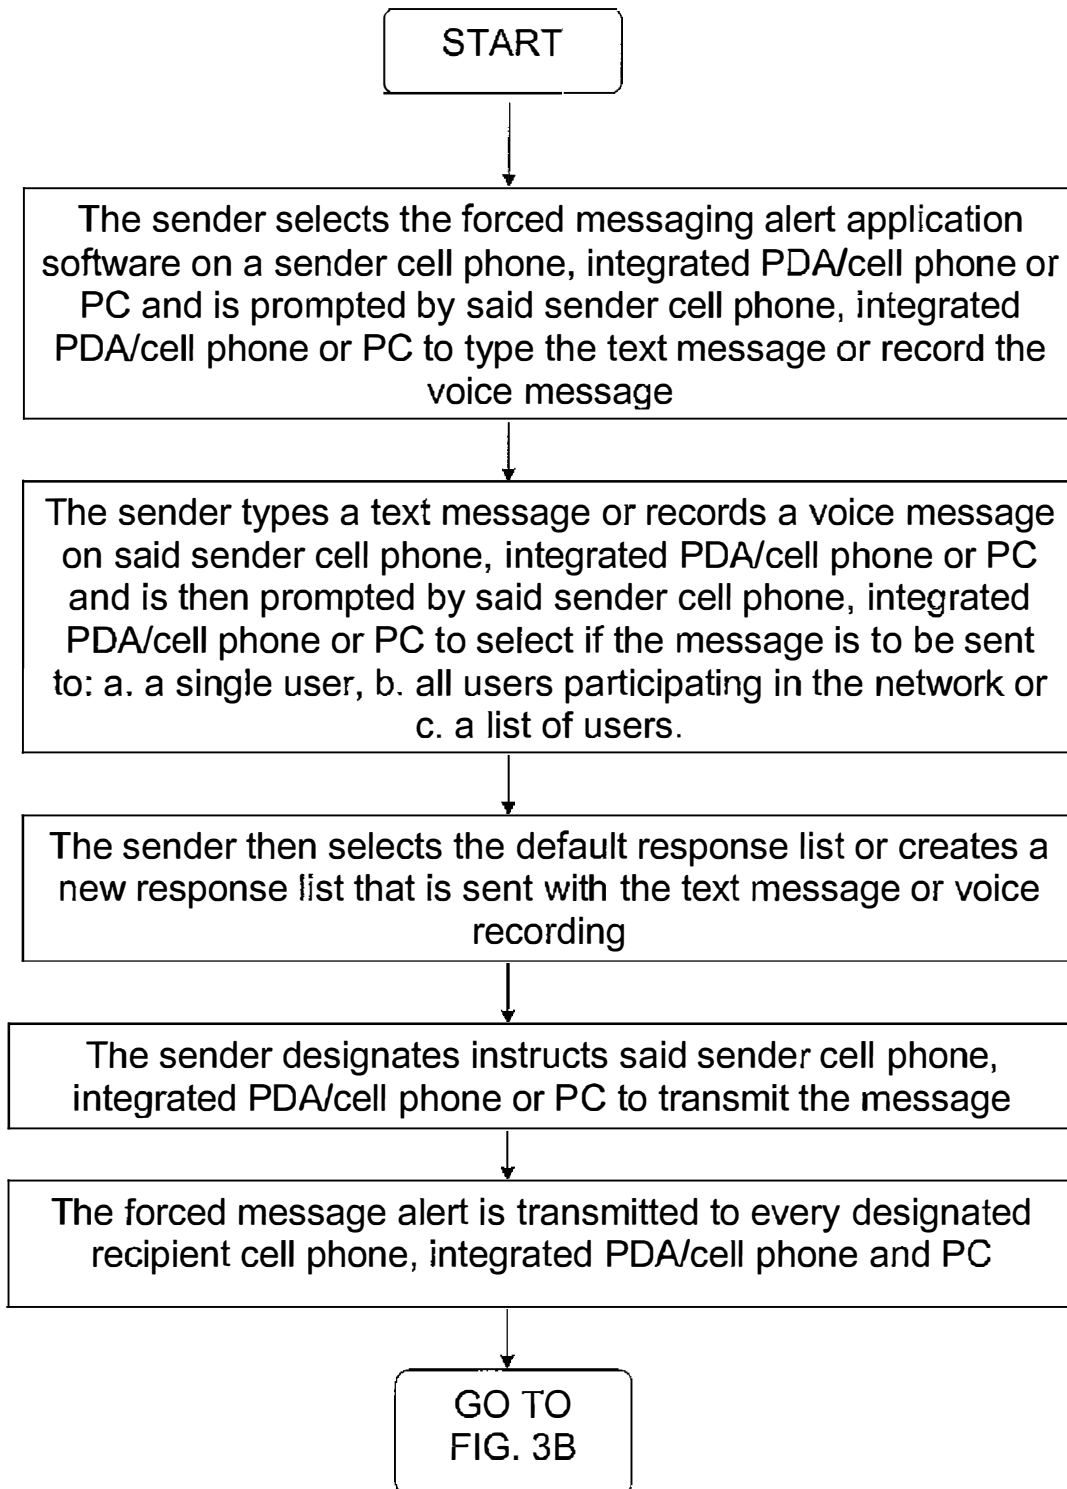 START
The sender selects the forced messaging alert application
software on a sender cell phone, integrated PDA/cell phone or
PC and is prompted by said sender cell phone, integrated
PDA/cell phone or PC to type the text message or record the
voice message
The sender types a text message or records a voice message
on said sender cell phone, integrated PDA/cell phone or PC
and is then prompted by said sender cell phone, integrated
PDA/cell phone or PC to select if the message is to be sent
to: a. a single user, b. all users participating in the network or
c. a list of users.
The sender then selects the default response list or creates a
new response list that is sent with the text message or voice
recording
The sender designates instructs said sender cell phone,
integrated PDA/cell phone or PC to transmit the message
The forced message alert is transmitted to every designated
recipient cell phone, integrated PDA/cell phone and PC
GO TO
FIG. 3B